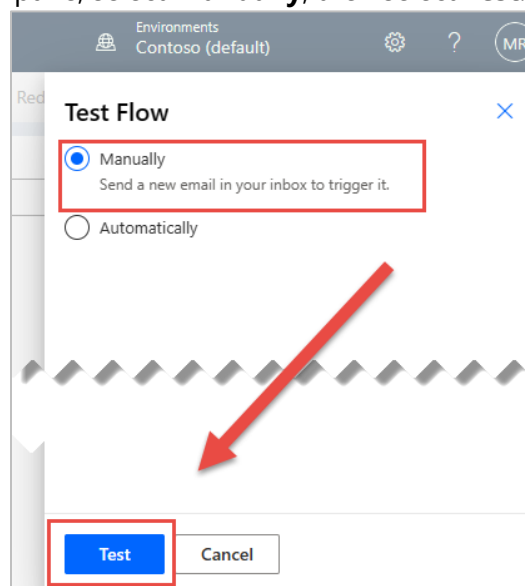 Environments
Contoso (default)
?
MR
Red
Test Flow
Manually
Send a new email in your inbox to trigger it.
Automatically
Test
Cancel